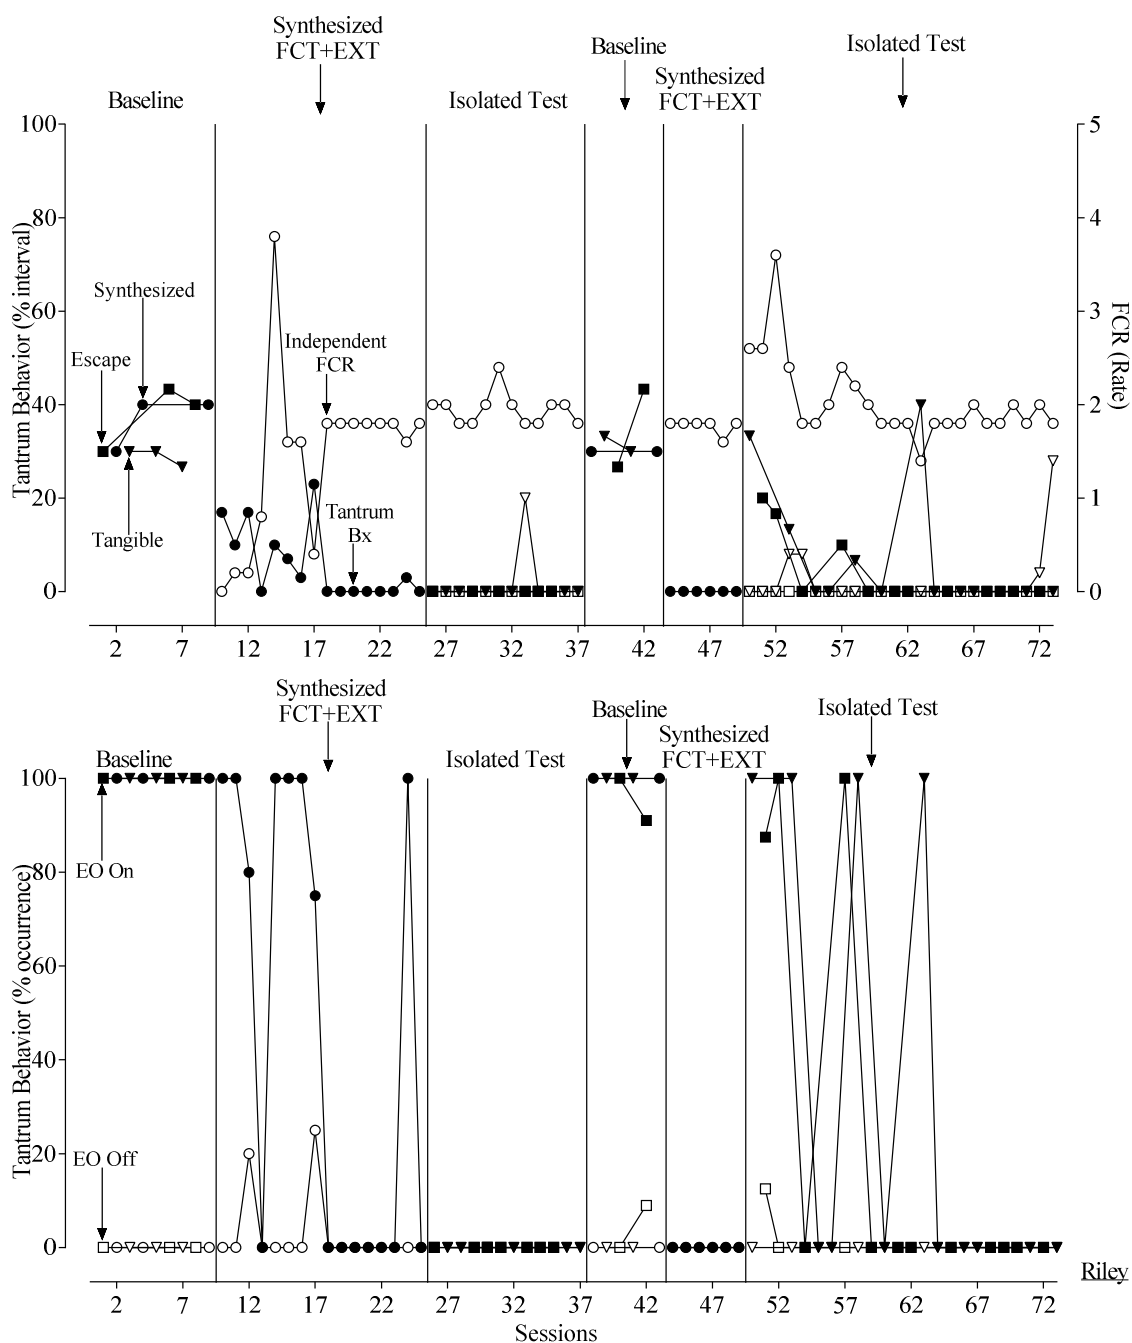 Synthesized
FCT+EXT
Baseline
Isolated Test
Baseline
Synthesized
FCT+EXT
Isolated Test
100
80
60
40
20
0
Tantrum Behavior (% interval)
5
4
3
2
1
0
FCR (Rate)
Synthesized
Escape
Tangible
Independent
FCR
Tantrum
Bx
2 7 12 17 22 27 32 37 42 47 52 57 62 67 72
Synthesized
FCT+EXT
Baseline
Isolated Test
Baseline
Synthesized
FCT+EXT
Isolated Test
100
80
60
40
20
0
Tantrum Behavior (% occurrence)
EO On
EO Off
Riley
2 7 12 17 22 27 32 37 42 47 52 57 62 67 72
Sessions